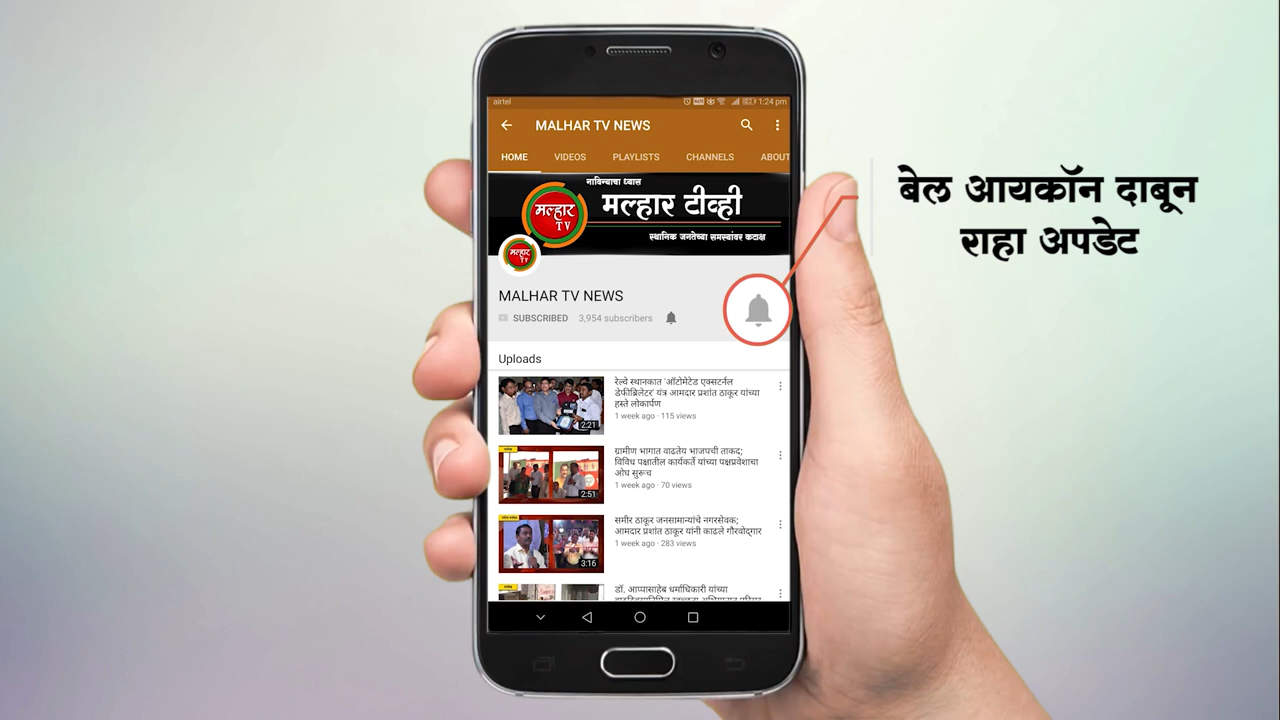 airtel
1:24 pm
MALHAR TV NEWS
HOME VIDEOS PLAYLISTS CHANNELS ABOUT
नाविन्याचा ध्यास
मल्हार टीव्ही
मल्हार
TV
स्थानिक जनतेच्या समस्यांवर कटाक्ष
मल्हार
TV
MALHAR TV NEWS
SUBSCRIBED 3,954 subscribers
Uploads
रेल्वे स्थानकात 'ऑटोमेटेड एक्सटर्नल
डेफीब्रिलेटर' यंत्र आमदार प्रशांत ठाकूर यांच्या
हस्ते लोकार्पण
1 week ago · 115 views
2:21
ग्रामीण भागात वाढतेय भाजपची ताकद;
विविध पक्षातील कार्यकर्ते यांच्या पक्षप्रवेशाचा
ओघ सुरूच
1 week ago · 70 views
2:51
समीर ठाकूर जनसामान्यांचे नगरसेवक;
आमदार प्रशांत ठाकूर यांनी काढले गौरवोद्गार
1 week ago · 283 views
3:16
डॉ. आप्पासाहेब धर्माधिकारी यांच्या
बेल आयकॉन दाबून
राहा अपडेट